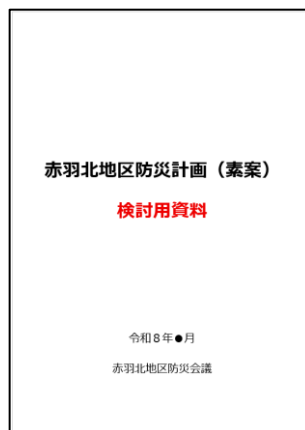 赤羽北地区防災計画（素案）
検討用資料
令和８年●月
赤羽北地区防災会議